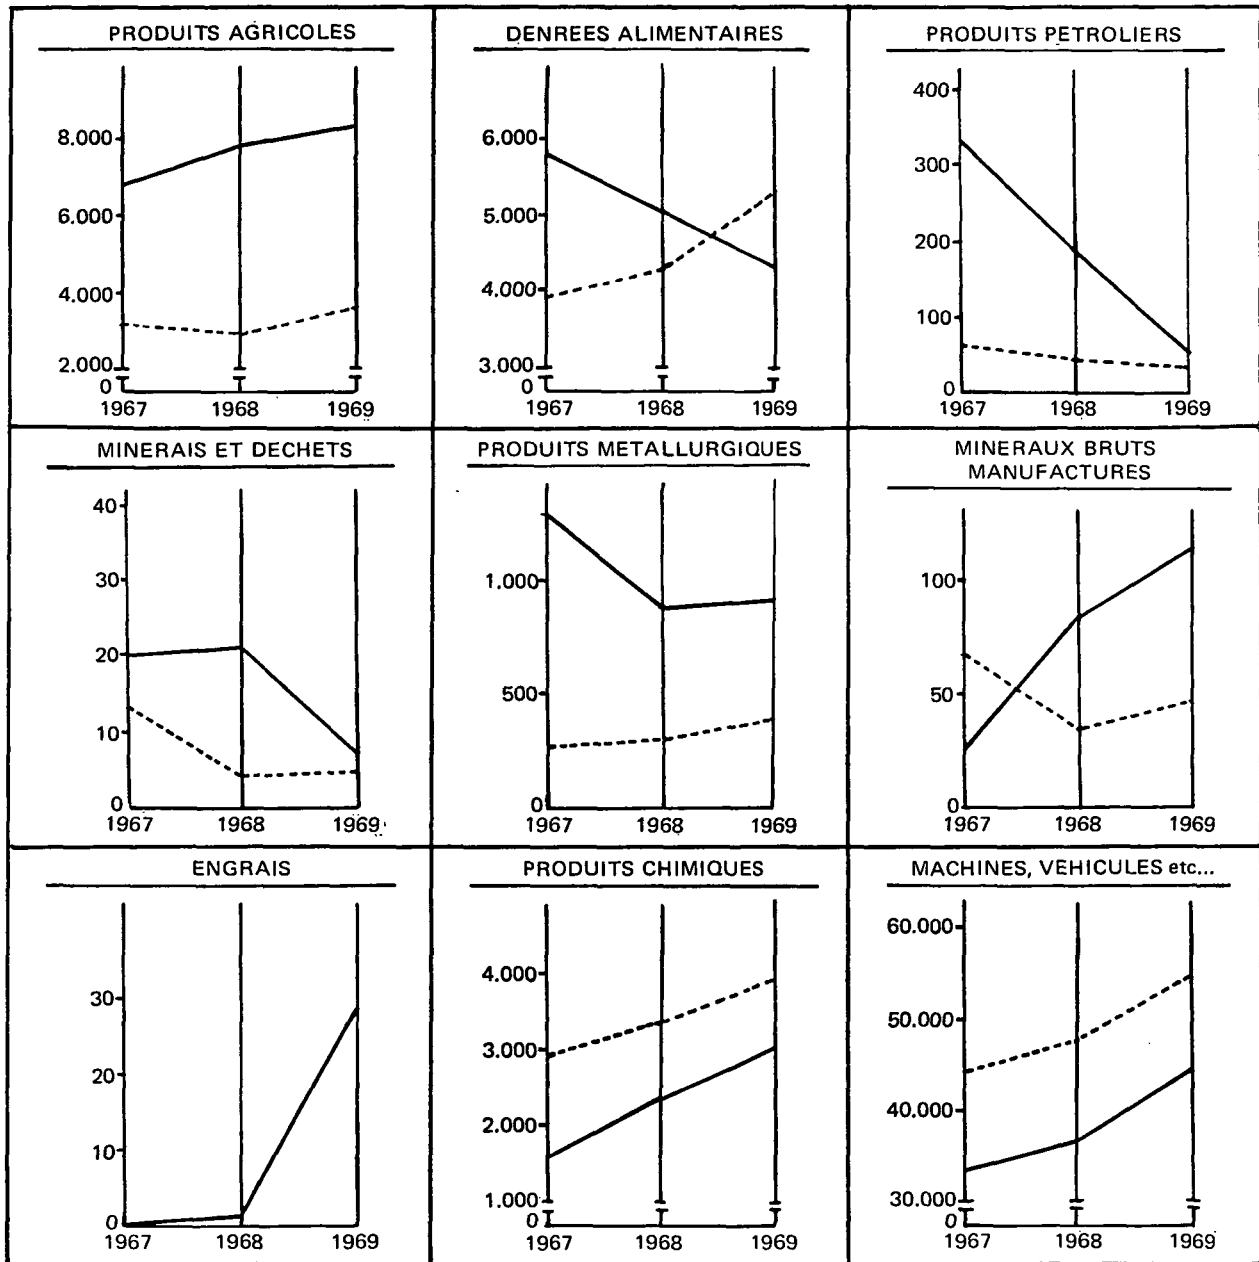 PRODUITS AGRICOLES
8.000
6.000
4.000
2.000
0
1967 1968 1969
DENREES ALIMENTAIRES
6.000
5.000
4.000
3.000
0
1967 1968 1969
PRODUITS PETROLIERS
400
300
200
100
0
1967 1968 1969
MINERAIS ET DECHETS
40
30
20
10
0
1967 1968 1969
PRODUITS METALLURGIQUES
1.000
500
0
1967 1968 1969
MINERAUX BRUTS
MANUFACTURES
100
50
0
1967 1968 1969
ENGRAIS
30
20
10
0
1967 1968 1969
PRODUITS CHIMIQUES
4.000
3.000
2.000
1.000
0
1967 1968 1969
MACHINES, VEHICULES etc...
60.000
50.000
40.000
30.000
0
1967 1968 1969